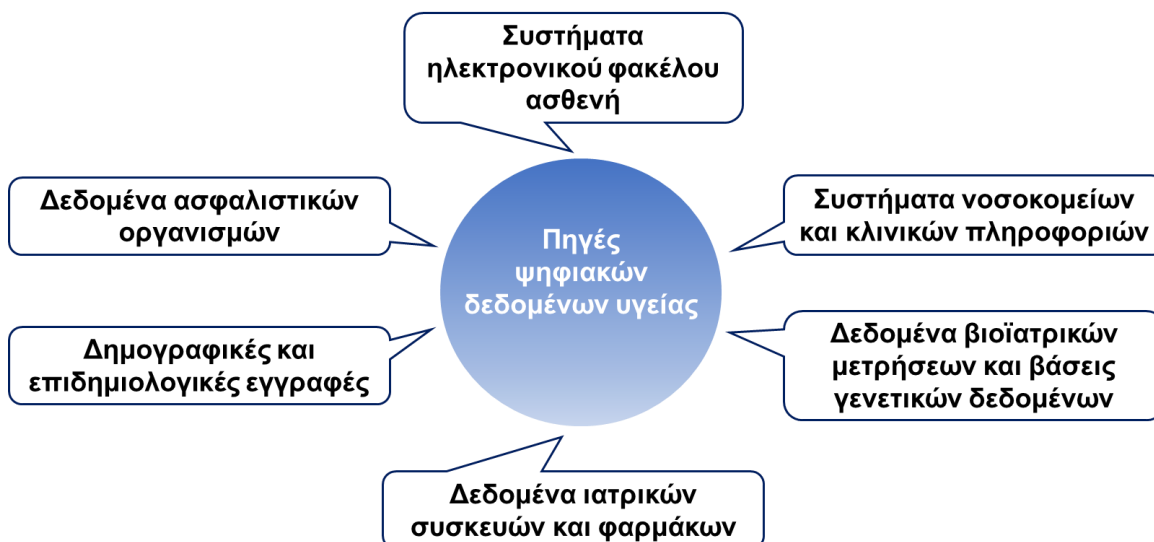 Συστήματα
ηλεκτρονικού φακέλου
ασθενή
Δεδομένα ασφαλιστικών
οργανισμών
Συστήματα νοσοκομείων
και κλινικών πληροφοριών
Πηγές
ψηφιακών
δεδομένων υγείας
Δημογραφικές και
επιδημιολογικές εγγραφές
Δεδομένα βιοϊατρικών
μετρήσεων και βάσεις
γενετικών δεδομένων
Δεδομένα ιατρικών
συσκευών και φαρμάκων